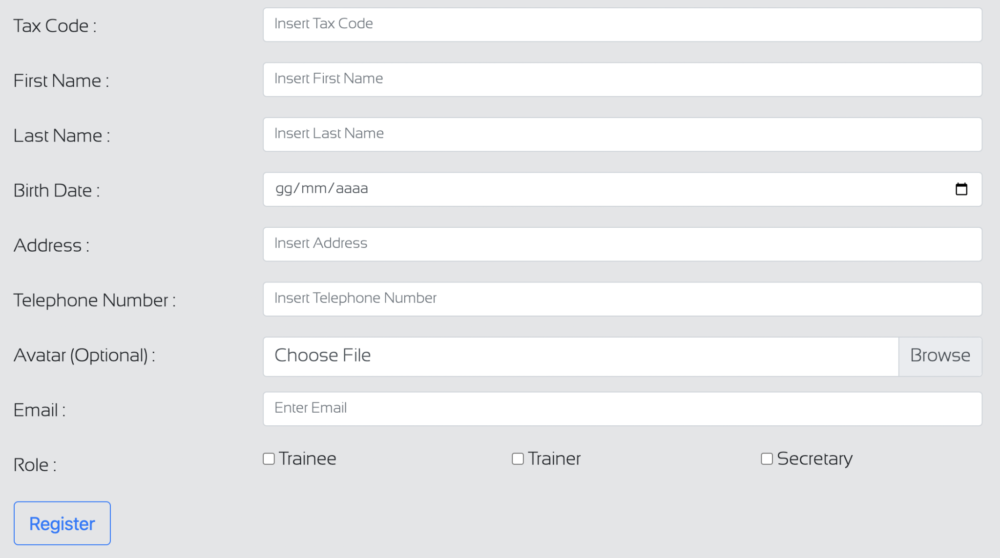 Tax Code : Insert Tax Code
First Name : Insert First Name
Last Name : Insert Last Name
Birth Date : gg/mm/aaaa
Address : Insert Address
Telephone Number : Insert Telephone Number
Avatar (Optional) : Choose File Browse
Email : Enter Email
Role : Trainee Trainer Secretary
Register